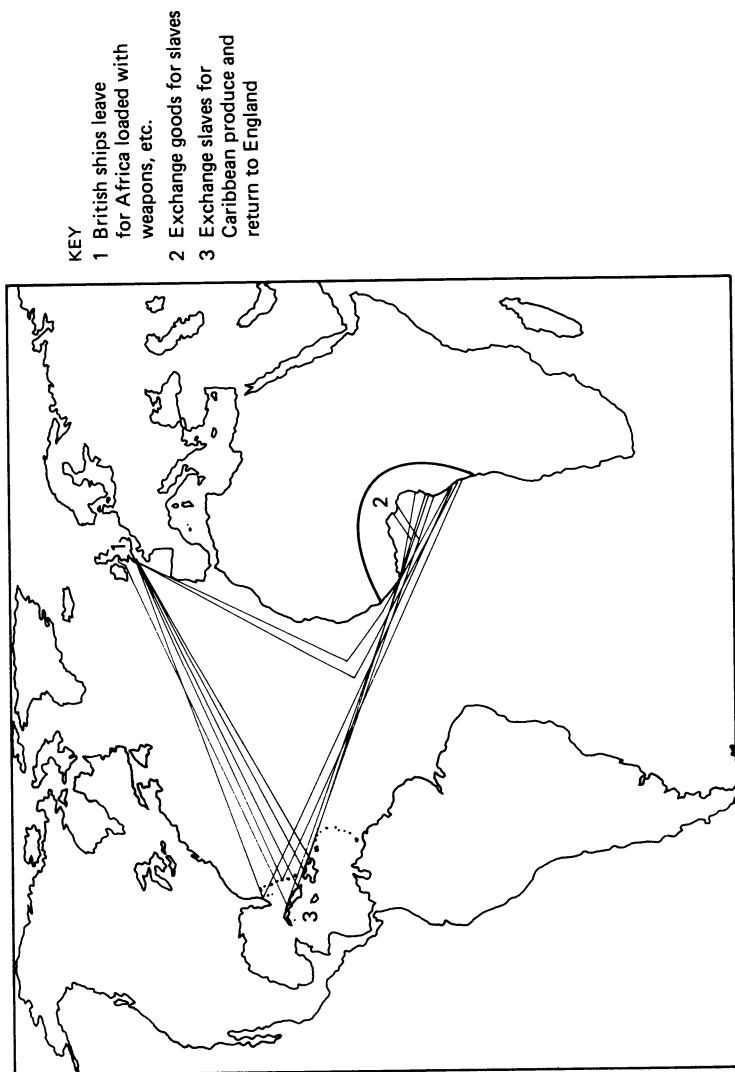 KEY
1 British ships leave
for Africa loaded with
weapons, etc.
2 Exchange goods for slaves
3 Exchange slaves for
Caribbean produce and
return to England
1
2
3